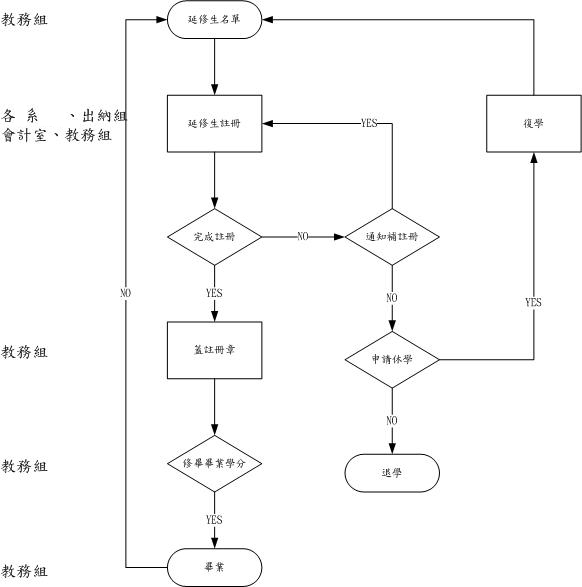 教務組
延修生名單
各 系 、出納組
會計室、教務組
延修生註冊
YES
復學
完成註冊
NO
通知補註冊
NO
YES
NO
YES
教務組
蓋註冊章
申請休學
NO
教務組
修畢畢業學分
退學
YES
教務組
畢業